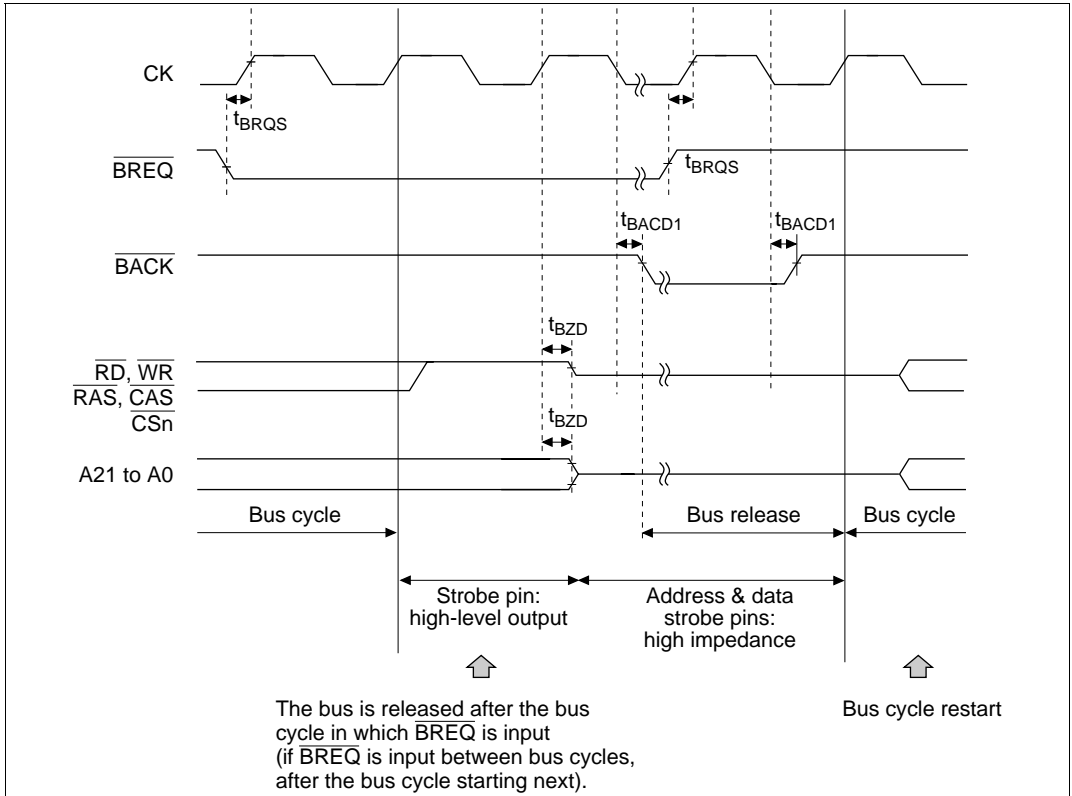 CK
tBRQS
BREQ
tBRQS
tBACD1
tBACD1
BACK
tBZD
RD, WR
RAS, CAS
CSn
tBZD
A21 to A0
Bus cycle
Bus release
Bus cycle
Strobe pin:
high-level output
Address & data
strobe pins:
high impedance
The bus is released after the bus
cycle in which BREQ is input
(if BREQ is input between bus cycles,
after the bus cycle starting next).
Bus cycle restart